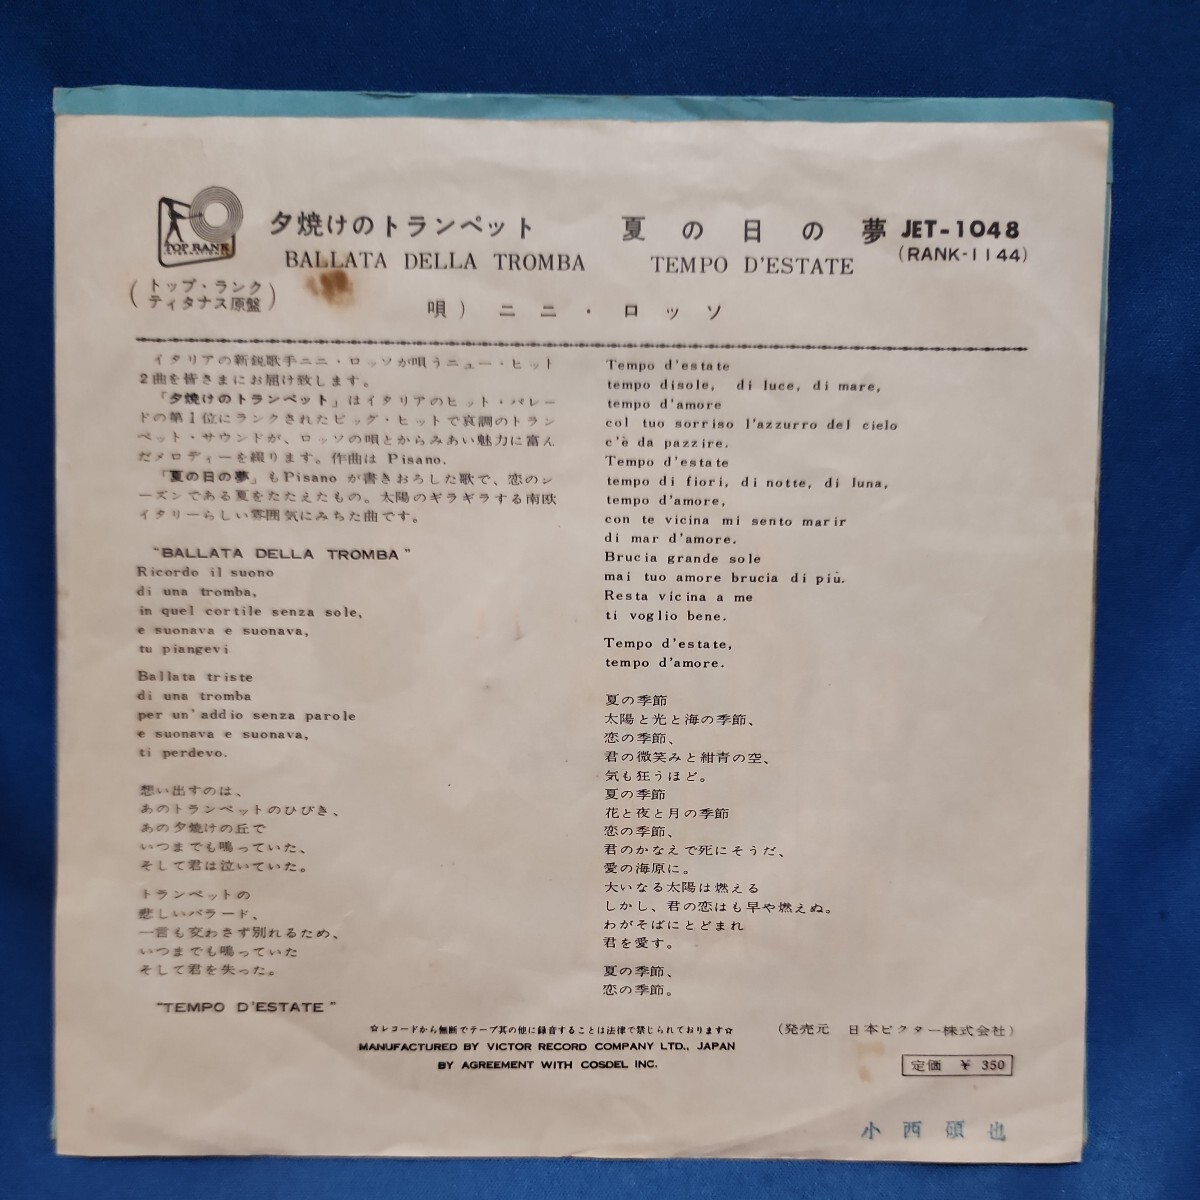 TOP RANK
INTERNATIONAL
夕焼けのトランペット 夏の日の夢 JET-1048
BALLATA DELLA TROMBA TEMPO D'ESTATE (RANK-1144)
(トップ・ランク
ティタナス原盤)
唄) ニニ・ロッソ
イタリアの新鋭歌手ニニ・ロッソが唄うニュー・ヒット
2曲を皆さまにお届け致します。
「夕焼けのトランペット」はイタリアのヒット・パレー
ドの第1位にランクされたビッグ・ヒットで哀調のトラン
ペット・サウンドが、ロッソの唄とからみあい魅力に富ん
だメロディーを綴ります。作曲は Pisano.
「夏の日の夢」もPisano が書きおろした歌で、恋のシ
ーズンである夏をたたえたもの。太陽のギラギラする南欧
イタリーらしい雰囲気にみちた曲です。
"BALLATA DELLA TROMBA"
Ricordo il suono
di una tromba,
in quel cortile senza sole,
e suonava e suonava,
tu piangevi
Ballata triste
di una tromba
per un'addio senza parole
e suonava e suonava,
ti perdevo.
想い出すのは、
あのトランペットのひびき、
あの夕焼けの丘で
いつまでも鳴っていた、
そして君は泣いていた。
トランペットの
悲しいバラード、
一言も交わさず別れるため、
いつまでも鳴っていた
そして君を失った。
"TEMPO D'ESTATE"
Tempo d'estate
tempo disole, di luce, di mare,
tempo d'amore
col tuo sorriso l'azzurro del cielo
c'è da pazzire.
Tempo d'estate
tempo di fiori, di notte, di luna,
tempo d'amore,
con te vicina mi sento marir
di mar d'amore.
Brucia grande sole
mai tuo amore brucia di più.
Resta vicina a me
ti voglio bene.
Tempo d'estate,
tempo d'amore.
夏の季節
太陽と光と海の季節、
恋の季節、
君の微笑みと紺青の空、
気も狂うほど。
夏の季節
花と夜と月の季節
恋の季節、
君のかなえで死にそうだ、
愛の海原に。
大いなる太陽は燃える
しかし、君の恋はも早や燃えぬ。
わがそばにとどまれ
君を愛す。
夏の季節、
恋の季節。
☆レコードから無断でテープ其の他に録音することは法律で禁じられております☆
(発売元 日本ビクター株式会社)
MANUFACTURED BY VICTOR RECORD COMPANY LTD., JAPAN
BY AGREEMENT WITH COSDEL INC.
定価 ¥ 350
小西 也